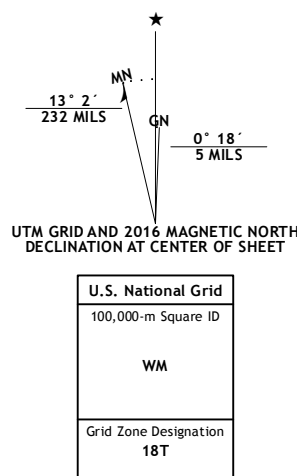 MN
GN
13° 2´
232 MILS
0° 18´
5 MILS
UTM GRID AND 2016 MAGNETIC NORTH
DECLINATION AT CENTER OF SHEET
U.S. National Grid
100,000-m Square ID
WM
Grid Zone Designation
18T